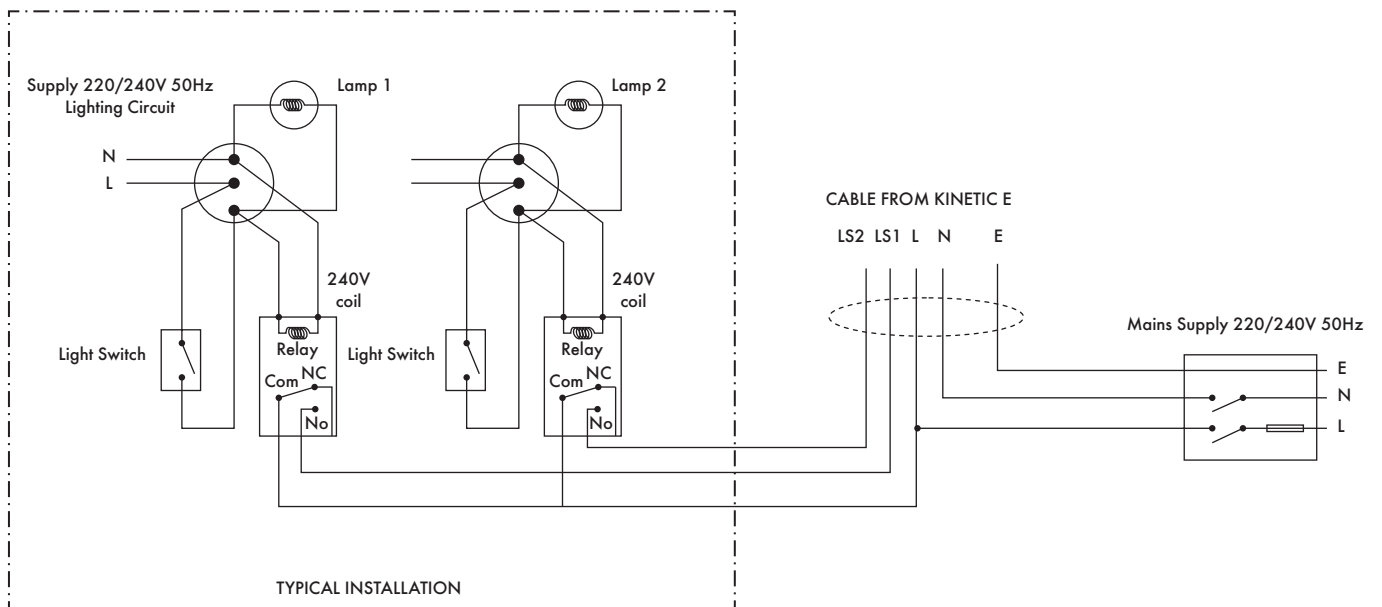 Supply 220/240V 50Hz
Lighting Circuit
Lamp 1
Lamp 2
N
L
CABLE FROM KINETIC E
LS2 LS1 L N E
240V
coil
240V
coil
Light Switch
Relay
Com NC
No
Light Switch
Relay
Com NC
No
Mains Supply 220/240V 50Hz
E
N
L
TYPICAL INSTALLATION